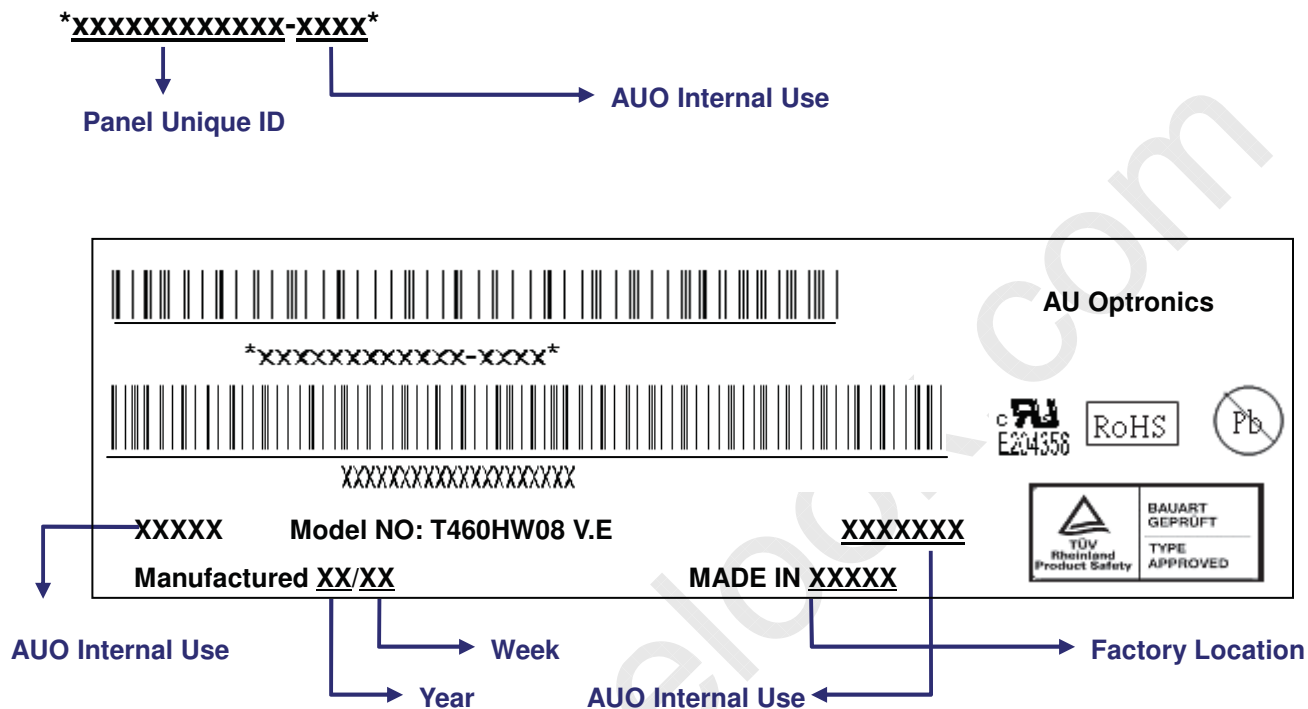 *xxxxxxxxxxxx-xxxx*
AUO Internal Use
Panel Unique ID
AU Optronics
*xxxxxxxxxxxx-xxxx*
c
E204356
RoHS
Pb
XXXXXXXXXXXXXXXXXXXX
BAUART
GEPRÜFT
TÜV
Rheinland
Product Safety
TYPE
APPROVED
XXXXX Model NO: T460HW08 V.E XXXXXXX
Manufactured XX/XX MADE IN XXXXX
AUO Internal Use
Week
Factory Location
Year
AUO Internal Use